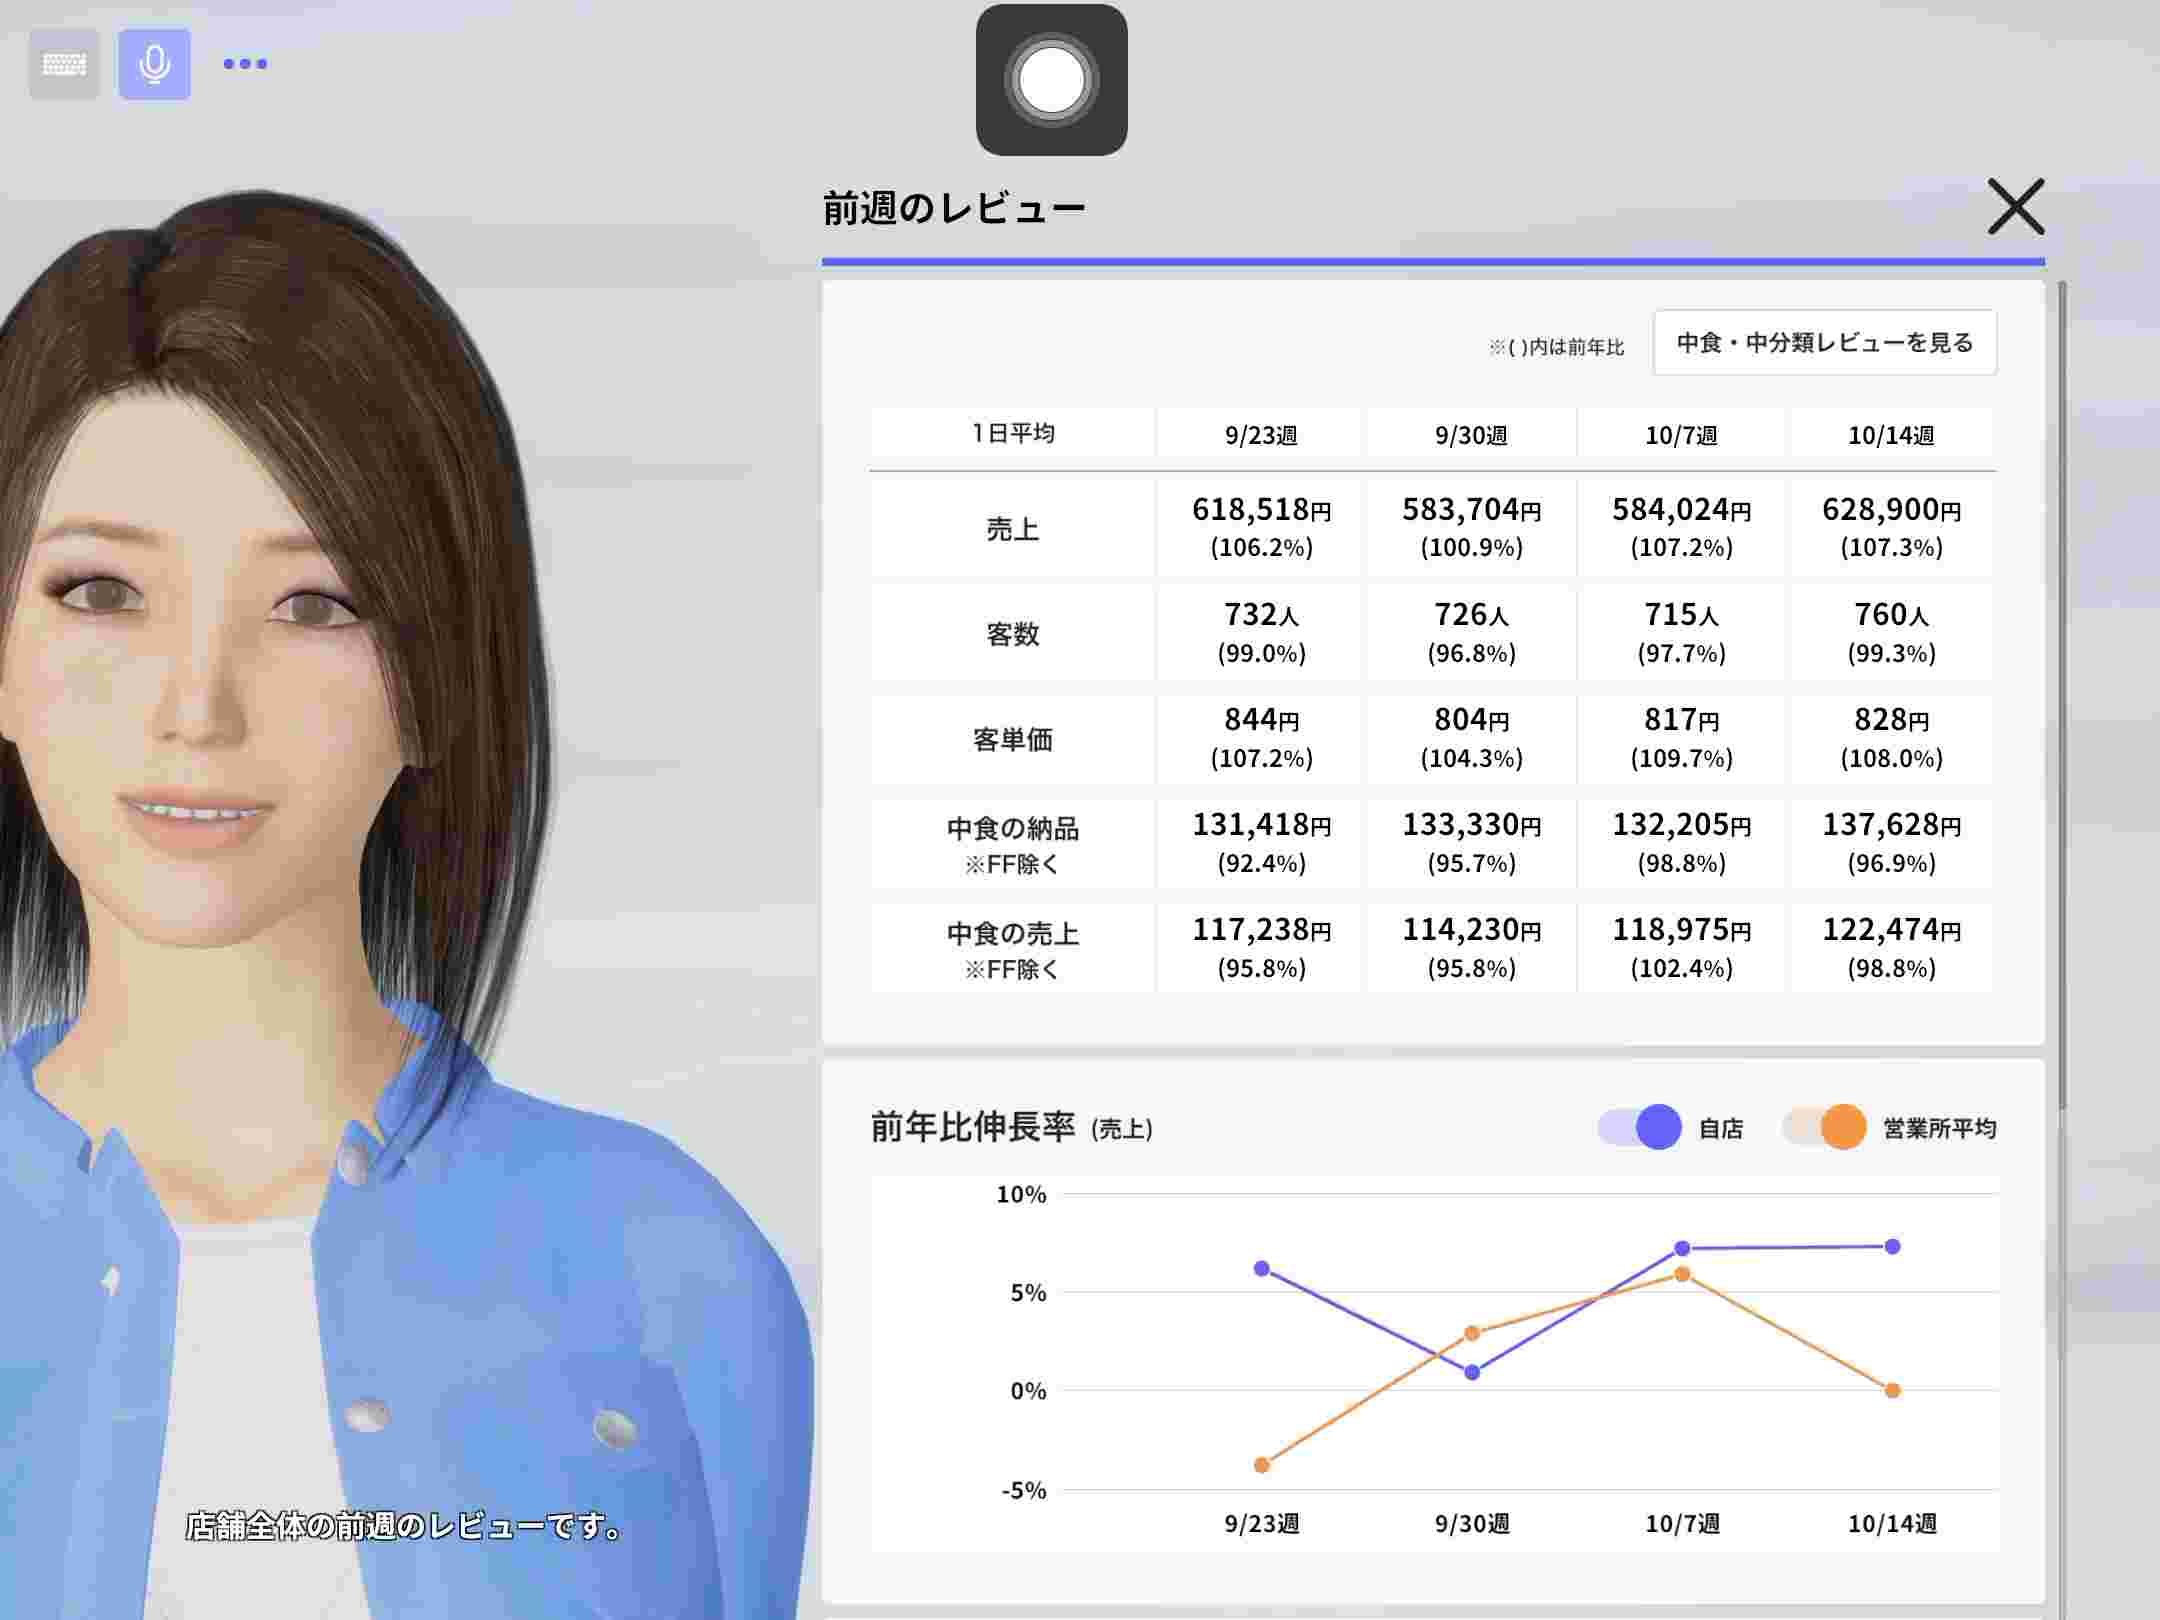 前週のレビュー
※( )内は前年比
中食・中分類レビューを見る
1日平均 9/23週 9/30週 10/7週 10/14週
売上 618,518円 583,704円 584,024円 628,900円
(106.2%) (100.9%) (107.2%) (107.3%)
客数 732人 726人 715人 760人
(99.0%) (96.8%) (97.7%) (99.3%)
客単価 844円 804円 817円 828円
(107.2%) (104.3%) (109.7%) (108.0%)
中食の納品 131,418円 133,330円 132,205円 137,628円
※FF除く (92.4%) (95.7%) (98.8%) (96.9%)
中食の売上 117,238円 114,230円 118,975円 122,474円
※FF除く (95.8%) (95.8%) (102.4%) (98.8%)
前年比伸長率 (売上) 自店 営業所平均
10%
5%
0%
-5%
9/23週 9/30週 10/7週 10/14週
店舗全体の前週のレビューです。